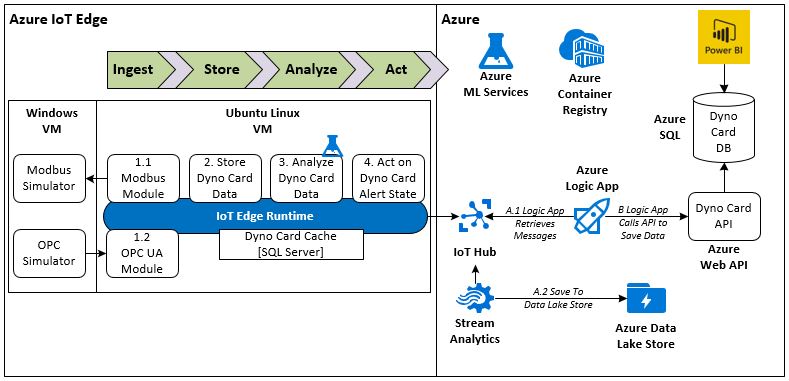 Azure IoT Edge
Azure
Ingest
Store
Analyze
Act
Azure
ML Services
Azure
Container
Registry
Power BI
Azure
SQL
Dyno
Card
DB
Windows
VM
Ubuntu Linux
VM
Modbus
Simulator
1.1
Modbus
Module
2. Store
Dyno Card
Data
3. Analyze
Dyno Card
Data
4. Act on
Dyno Card
Alert State
IoT Edge Runtime
OPC
Simulator
1.2
OPC UA
Module
Dyno Card Cache
[SQL Server]
IoT Hub
A.1 Logic App
Retrieves
Messages
Azure
Logic App
B Logic App
Calls API to
Save Data
Dyno Card
API
Azure
Web API
Stream
Analytics
A.2 Save To
Data Lake Store
Azure Data
Lake Store